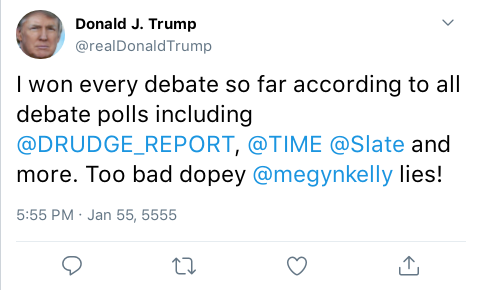 Donald J. Trump
@realDonaldTrump
I won every debate so far according to all
debate polls including
@DRUDGE_REPORT, @TIME @Slate and
more. Too bad dopey @megynkelly lies!
5:55 PM · Jan 55, 5555